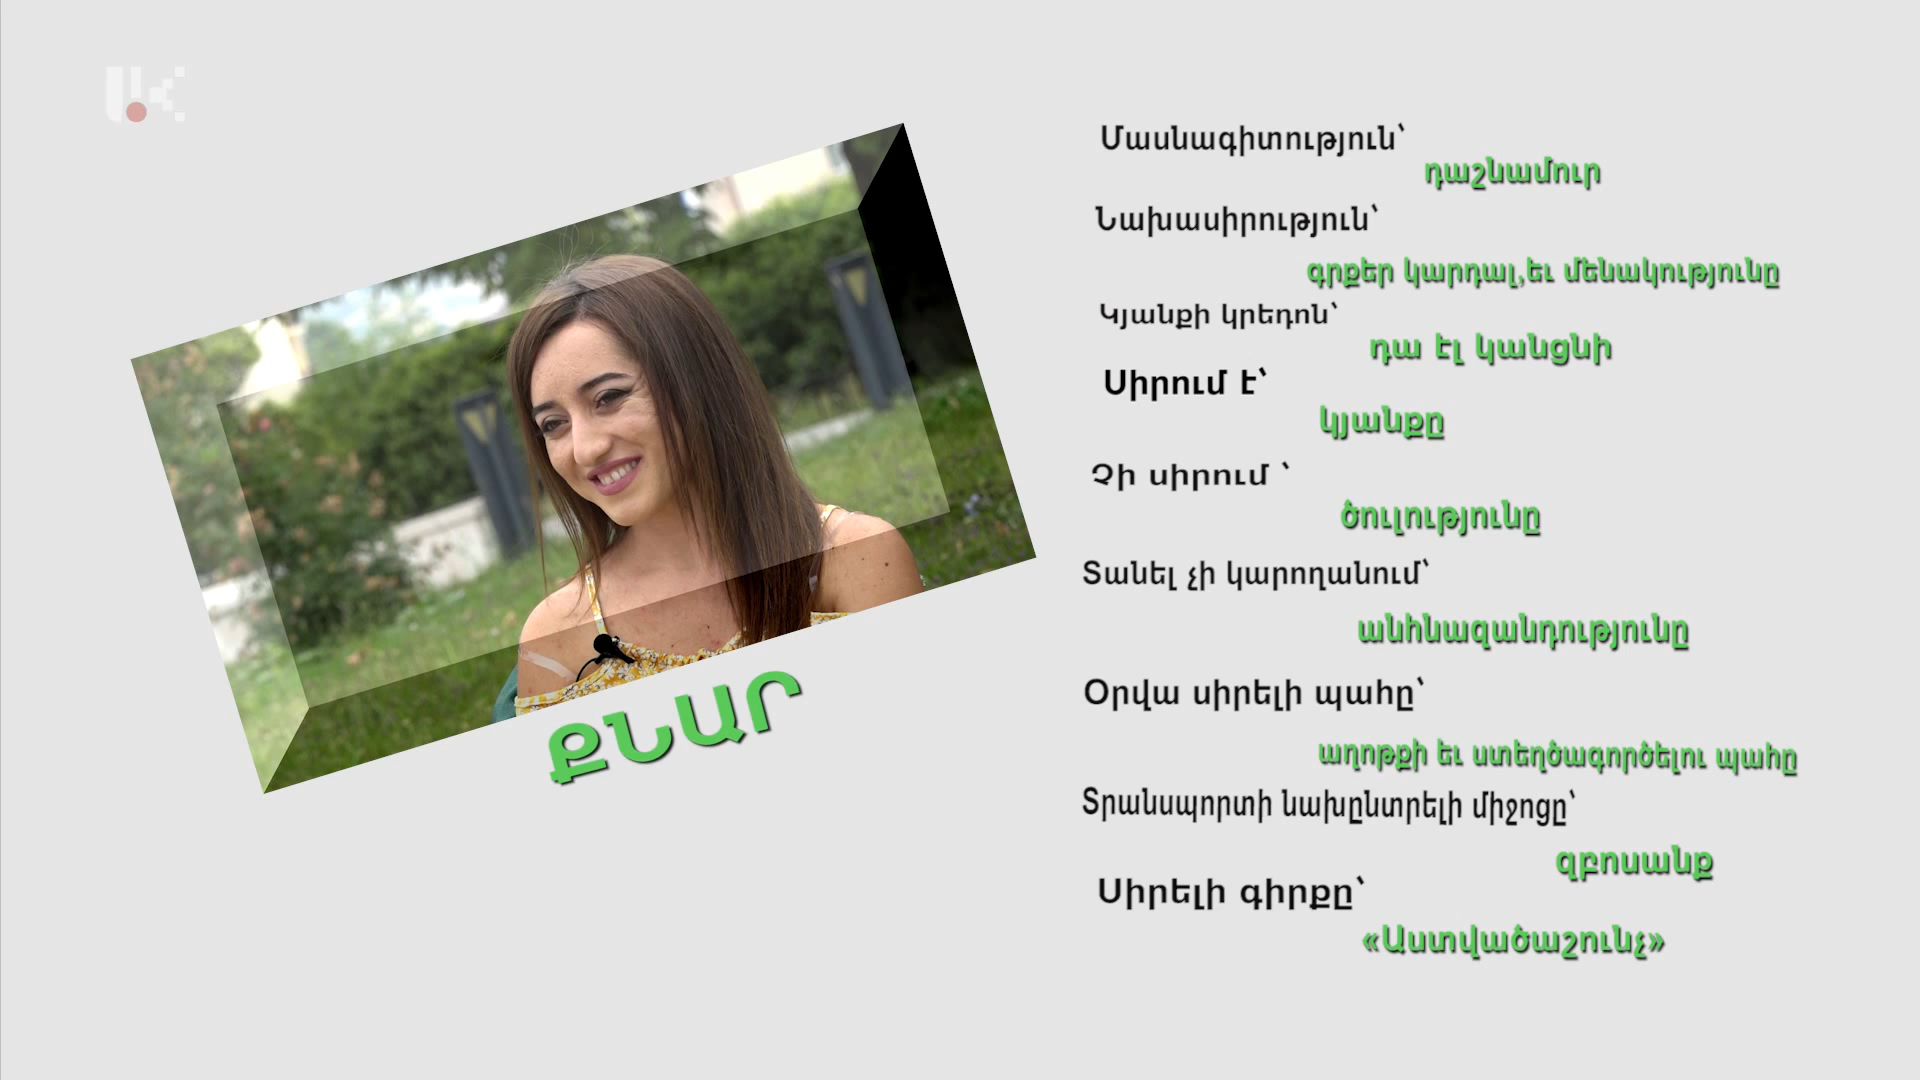 ՔՆԱՐ
Մասնագիտություն՝
դաշնամուր
Նախասիրություն՝
գրքեր կարդալ,եւ մենակությունը
Կյանքի կրեդոն՝
դա էլ կանցնի
Սիրում է՝
կյանքը
Չի սիրում ՝
ծուլությունը
Տանել չի կարողանում՝
անհնազանդությունը
Օրվա սիրելի պահը՝
աղոթքի եւ ստեղծագործելու պահը
Տրանսպորտի նախընտրելի միջոցը՝
զբոսանք
Սիրելի գիրքը՝
«Աստվածաշունչ»